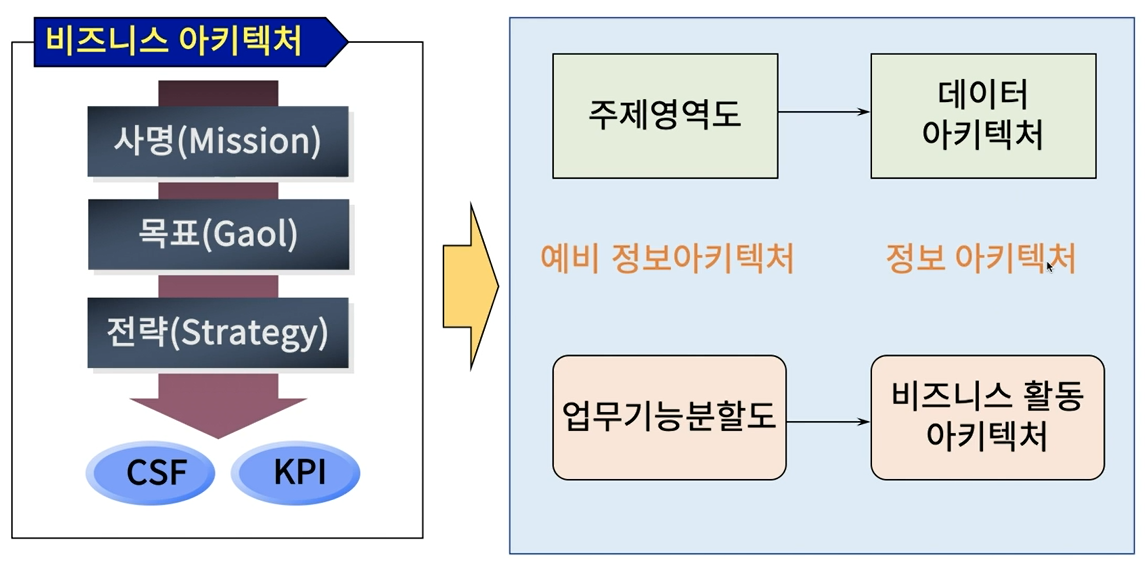 비즈니스 아키텍처
사명(Mission)
목표(Gaol)
전략(Strategy)
CSF
KPI
주제영역도
데이터
아키텍처
예비 정보아키텍처
정보 아키텍처
업무기능분할도
비즈니스 활동
아키텍처